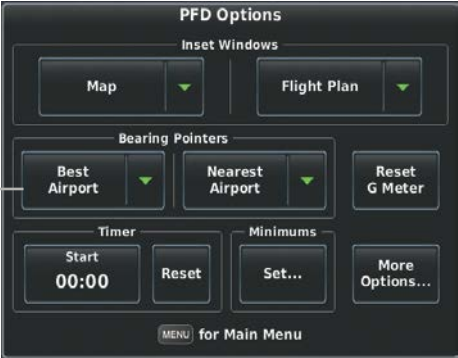 PFD Options
Inset Windows
Map
Flight Plan
Bearing Pointers
Best
Airport
Nearest
Airport
Reset
G Meter
Timer
Minimums
Start
00:00
Reset
Set...
More
Options...
MENU for Main Menu